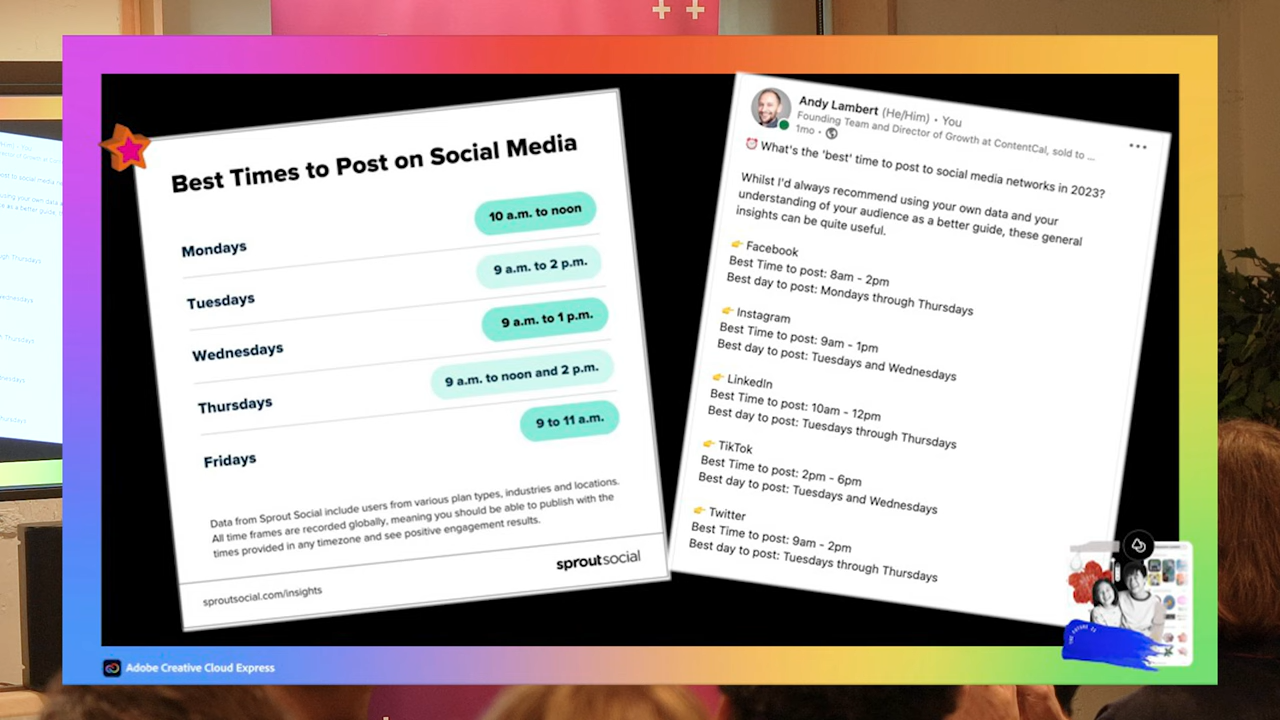 Best Times to Post on Social Media
Mondays
10 a.m. to noon
Tuesdays
9 a.m. to 2 p.m.
Wednesdays
9 a.m. to 1 p.m.
Thursdays
9 a.m. to noon and 2 p.m.
Fridays
9 to 11 a.m.
Data from Sprout Social include users from various plan types, industries and locations.
All time frames are recorded globally, meaning you should be able to publish with the
times provided in any timezone and see positive engagement results.
sproutsocial.com/insights
sproutsocial
Andy Lambert (He/Him) • You
Founding Team and Director of Growth at ContentCal, sold to ...
1mo •
⏰ What's the 'best' time to post to social media networks in 2023?
Whilst I'd always recommend using your own data and your
understanding of your audience as a better guide, these general
insights can be quite useful.
👉 Facebook
Best Time to post: 8am - 2pm
Best day to post: Mondays through Thursdays
👉 Instagram
Best Time to post: 9am - 1pm
Best day to post: Tuesdays and Wednesdays
👉 LinkedIn
Best Time to post: 10am - 12pm
Best day to post: Tuesdays through Thursdays
👉 TikTok
Best Time to post: 2pm - 6pm
Best day to post: Tuesdays and Wednesdays
👉 Twitter
Best Time to post: 9am - 2pm
Best day to post: Tuesdays through Thursdays
Adobe Creative Cloud Express